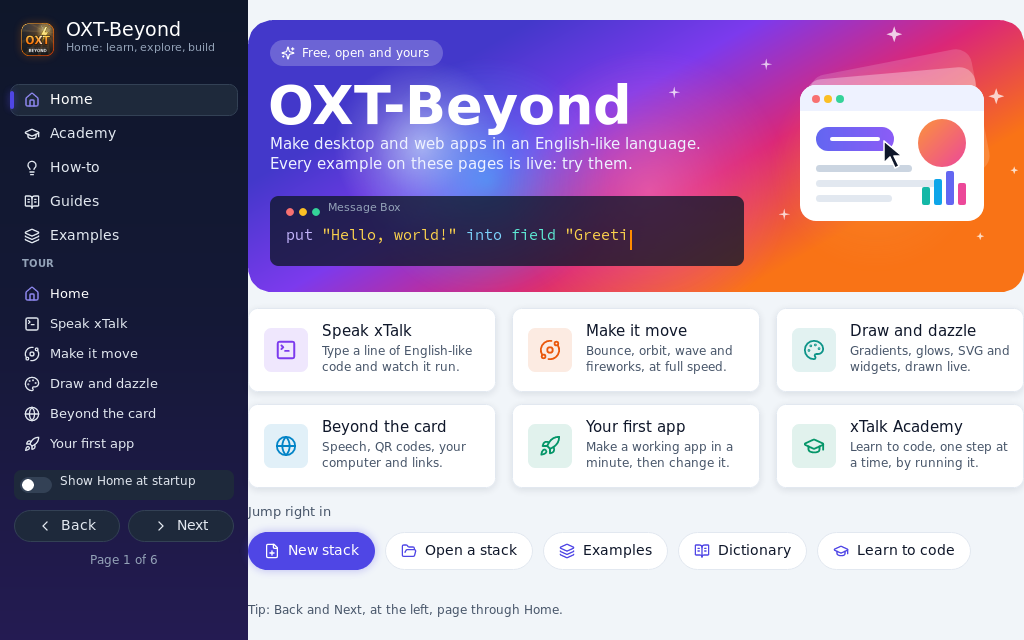 OXT
BEYOND
OXT-Beyond
Home: learn, explore, build
Home
Academy
How-to
Guides
Examples
TOUR
Home
Speak xTalk
Make it move
Draw and dazzle
Beyond the card
Your first app
Show Home at startup
Back
Next
Page 1 of 6
Free, open and yours
OXT-Beyond
Make desktop and web apps in an English-like language.
Every example on these pages is live: try them.
Message Box
put "Hello, world!" into field "Greeti
Speak xTalk
Type a line of English-like
code and watch it run.
Make it move
Bounce, orbit, wave and
fireworks, at full speed.
Draw and dazzle
Gradients, glows, SVG and
widgets, drawn live.
Beyond the card
Speech, QR codes, your
computer and links.
Your first app
Make a working app in a
minute, then change it.
xTalk Academy
Learn to code, one step at
a time, by running it.
Jump right in
New stack
Open a stack
Examples
Dictionary
Learn to code
Tip: Back and Next, at the left, page through Home.